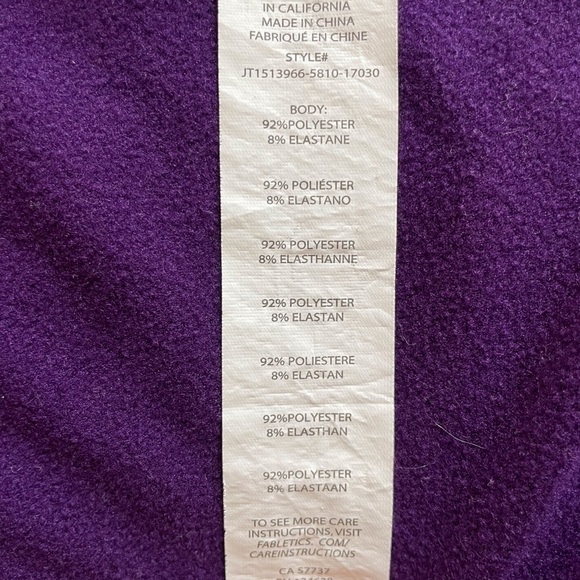 IN CALIFORNIA
MADE IN CHINA
FABRIQUÉ EN CHINE
STYLE#
JT1513966-5810-17030
BODY:
92%POLYESTER
8% ELASTANE
92% POLIÉSTER
8% ELASTANO
92% POLYESTER
8% ELASTHANNE
92% POLYESTER
8% ELASTAN
92% POLIESTERE
8% ELASTAN
92%POLYESTER
8% ELASTHAN
92%POLYESTER
8% ELASTAAN
TO SEE MORE CARE
INSTRUCTIONS, VISIT
FABLETICS. COM/
CAREINSTRUCTIONS
CA 57737